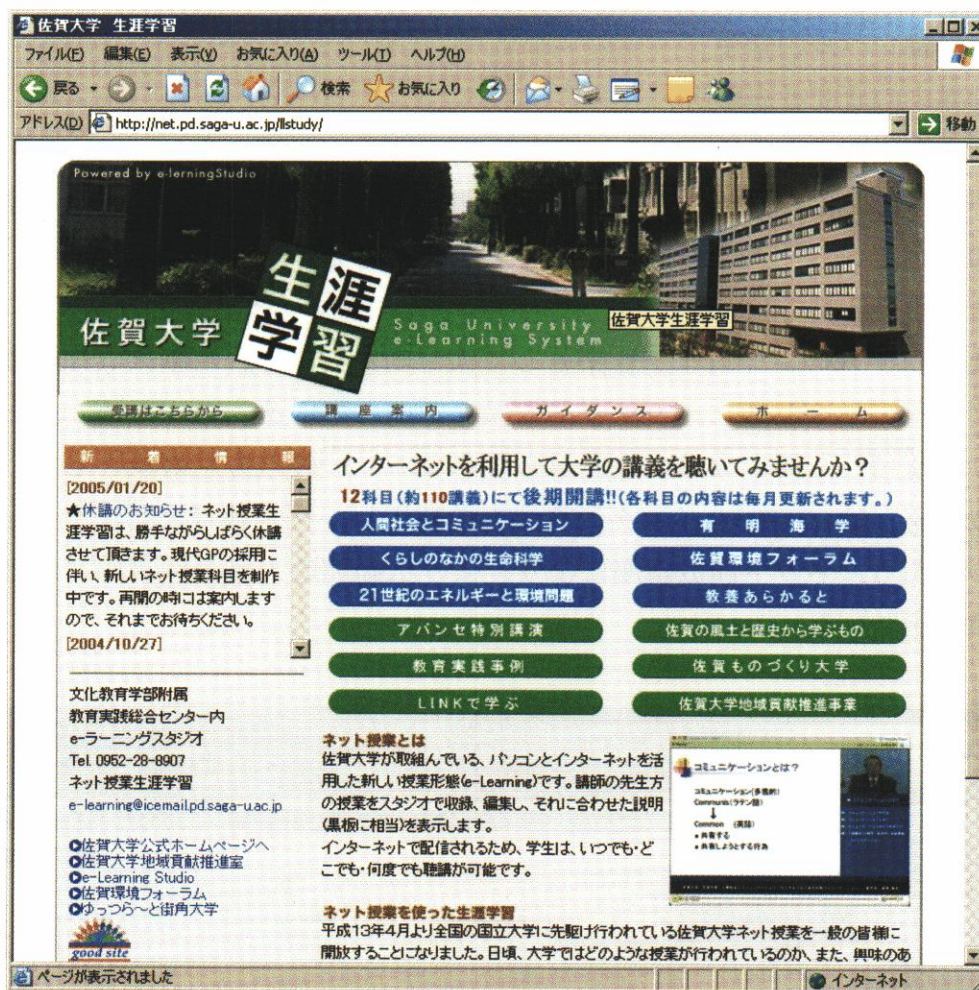 佐賀大学 生涯学習
ファイル(F) 編集(E) 表示(V) お気に入り(A) ツール(T) ヘルプ(H)
戻る 検索 お気に入り
アドレス(D) http://net.pd.saga-u.ac.jp/llstudy/ 移動
Powered by e-lerningStudio
佐賀大学 生涯学習
Saga University
e-Learning System
佐賀大学生涯学習
受講はこちらから 講座案内 ガイダンス ホーム
新着情報
[2005/01/20]
★休講のお知らせ: ネット授業生
涯学習は、勝手ながらしばらく休講
させて頂きます。現代GPの採用に
伴い、新しいネット授業科目を制作
中です。再開の時には案内します
ので、それまでお待ちください。
[2004/10/27]
文化教育学部附属
教育実践総合センター内
e-ラーニングスタジオ
Tel. 0952-28-8907
ネット授業生涯学習
e-learning@icemail.pd.saga-u.ac.jp
佐賀大学公式ホームページへ
佐賀大学地域貢献推進室
e-Learning Studio
佐賀環境フォーラム
ゆっつら~と街角大学
good site
インターネットを利用して大学の講義を聴いてみませんか?
12科目(約110講義)にて後期開講!!(各科目の内容は毎月更新されます。)
人間社会とコミュニケーション 有明海学
くらしのなかの生命科学 佐賀環境フォーラム
21世紀のエネルギーと環境問題 教養あらかると
アバンセ特別講演 佐賀の風土と歴史から学ぶもの
教育実践事例 佐賀ものづくり大学
LINKで学ぶ 佐賀大学地域貢献推進事業
ネット授業とは
佐賀大学が取組んでいる、パソコンとインターネットを活
用した新しい授業形態(e-Learning)です。講師の先生方
の授業をスタジオで収録、編集し、それに合わせた説明
(黒板に相当)を表示します。
インターネットで配信されるため、学生は、いつでも・ど
こでも・何度でも聴講が可能です。
コミュニケーションとは?
コミュニケーション(多義的)
Communis(ラテン語)
↓
Common (英語)
● 共有する
● 共有しようとする行為
ネット授業を使った生涯学習
平成13年4月より全国の国立大学に先駆け行われている佐賀大学ネット授業を一般の皆様に
開放することになりました。日頃、大学ではどのような授業が行われているのか、また、興味のあ
ページが表示されました インターネット